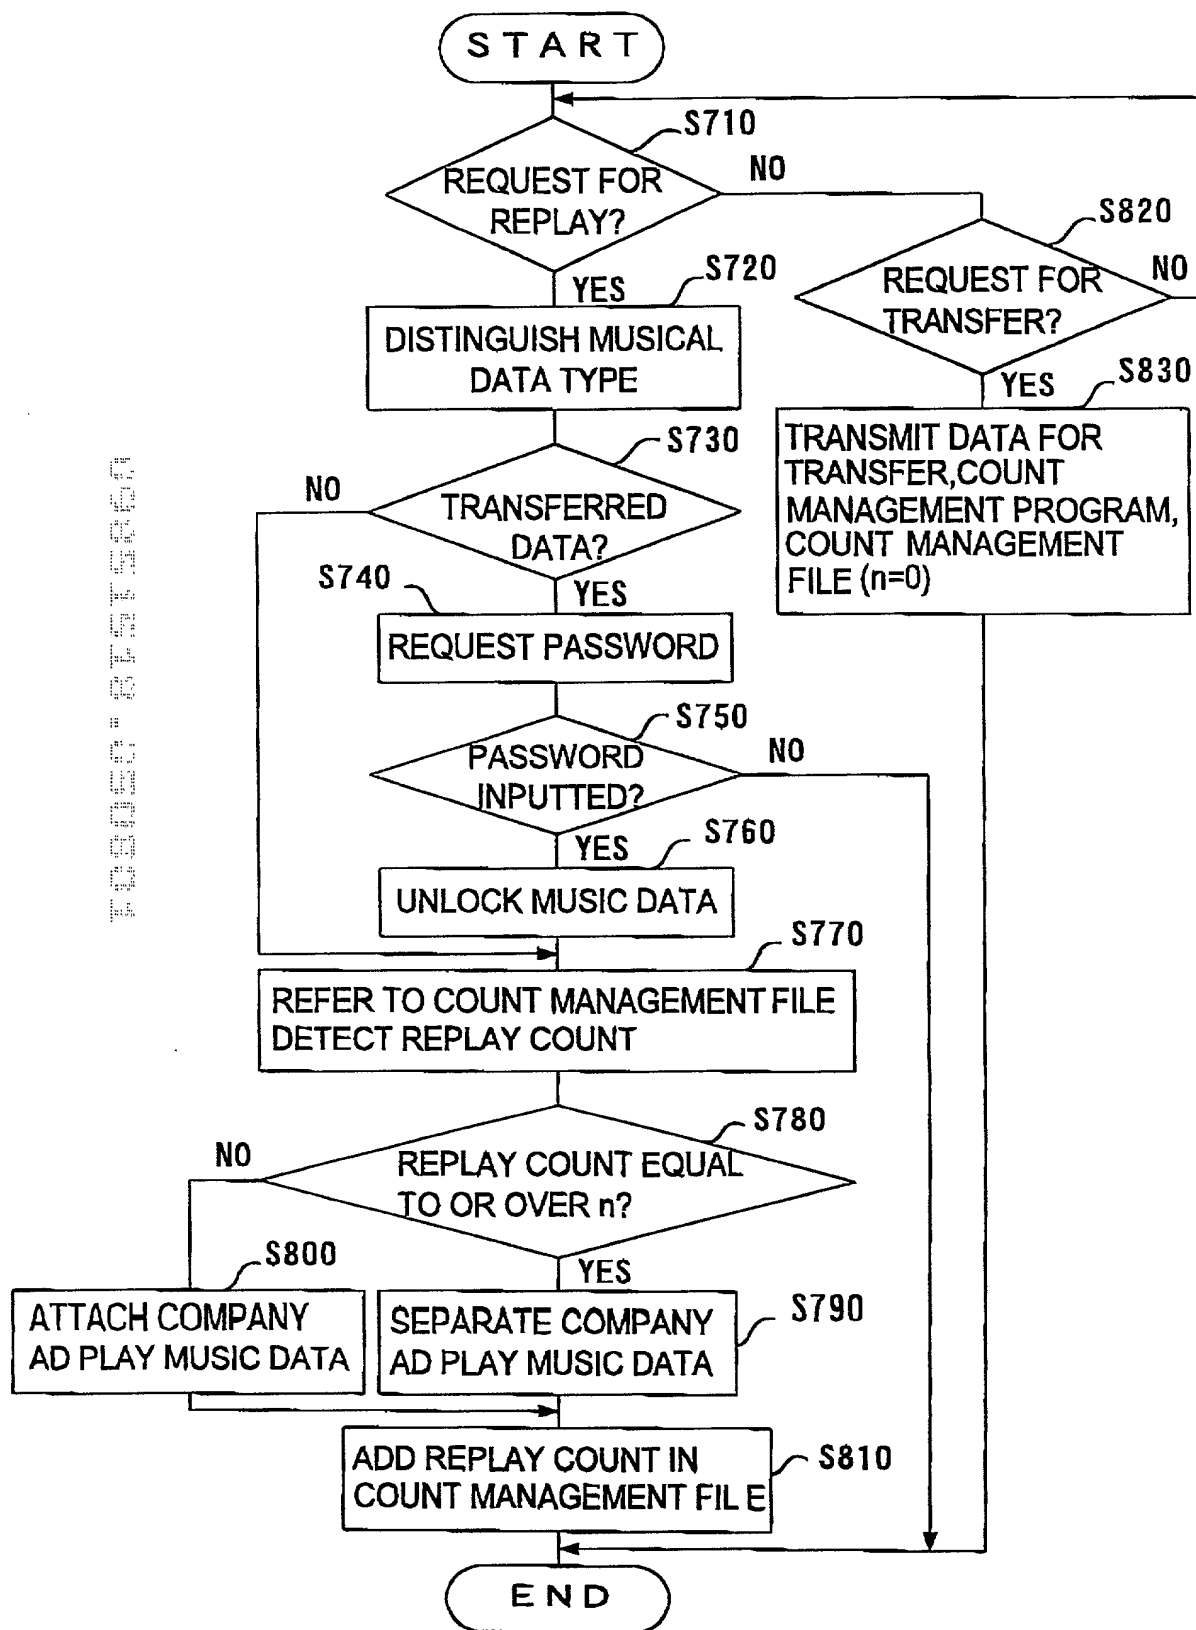 START
S710
REQUEST FOR
REPLAY?
NO
S820
REQUEST FOR
TRANSFER?
NO
YES
S720
DISTINGUISH MUSICAL
DATA TYPE
YES
S830
TRANSMIT DATA FOR
TRANSFER,COUNT
MANAGEMENT PROGRAM,
COUNT MANAGEMENT
FILE (n=0)
S730
NO
TRANSFERRED
DATA?
S740
YES
REQUEST PASSWORD
S750
PASSWORD
INPUTTED?
NO
S760
YES
UNLOCK MUSIC DATA
S770
REFER TO COUNT MANAGEMENT FILE
DETECT REPLAY COUNT
S780
NO
REPLAY COUNT EQUAL
TO OR OVER n?
S800
YES
ATTACH COMPANY
AD PLAY MUSIC DATA
SEPARATE COMPANY
AD PLAY MUSIC DATA
S790
ADD REPLAY COUNT IN
COUNT MANAGEMENT FILE
S810
END